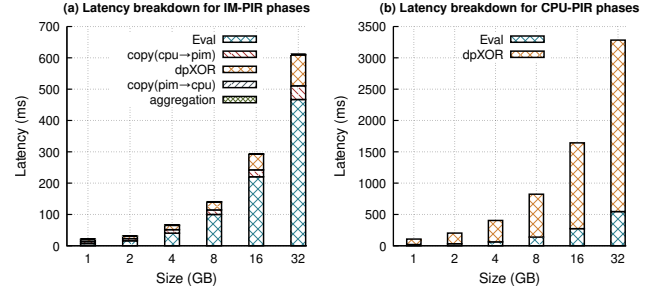 (a) Latency breakdown for IM-PIR phases
700
600
500
400
300
200
100
0
Latency (ms)
Eval
copy(cpu→pim)
dpXOR
copy(pim→cpu)
aggregation
1 2 4 8 16 32
Size (GB)
(b) Latency breakdown for CPU-PIR phases
3500
3000
2500
2000
1500
1000
500
0
Latency (ms)
Eval
dpXOR
1 2 4 8 16 32
Size (GB)